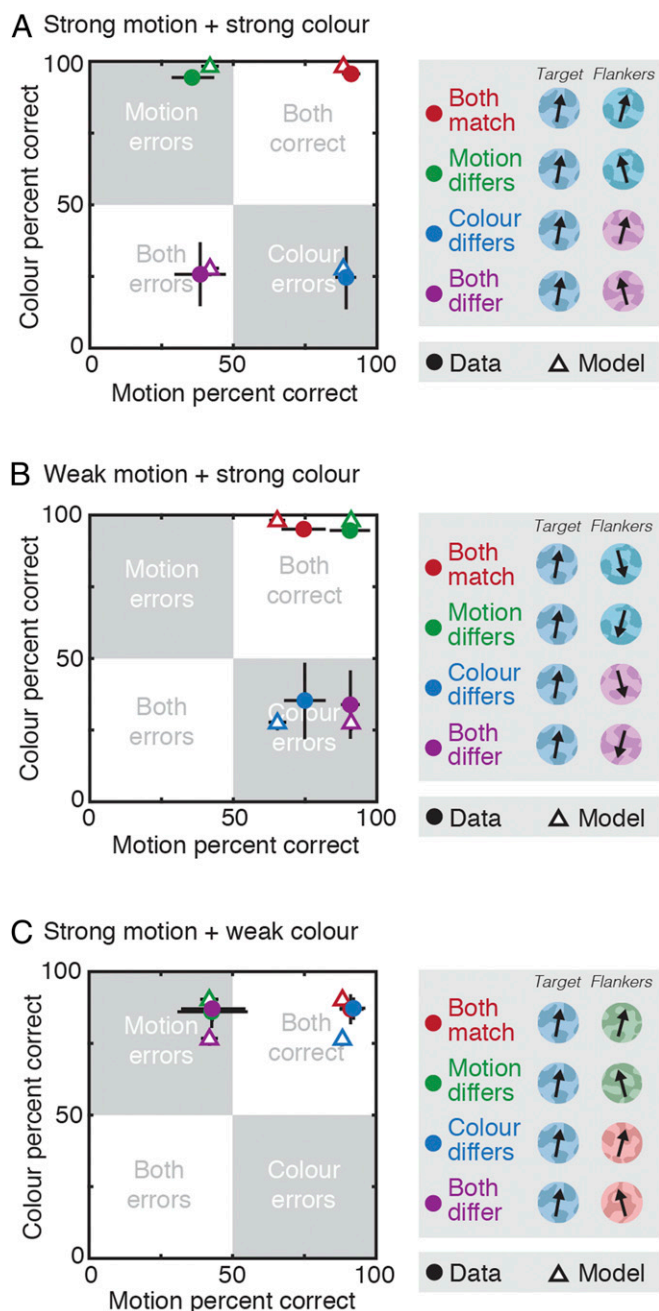 A Strong motion + strong colour
Colour percent correct
100
50
0
Motion
errors
Both
correct
Both
errors
Colour
errors
0 50 100
Motion percent correct
Target Flankers
Both
match
Motion
differs
Colour
differs
Both
differ
Data Model
B Weak motion + strong colour
Colour percent correct
100
50
0
Motion
errors
Both
correct
Both
errors
Colour
errors
0 50 100
Motion percent correct
Target Flankers
Both
match
Motion
differs
Colour
differs
Both
differ
Data Model
C Strong motion + weak colour
Colour percent correct
100
50
0
Motion
errors
Both
correct
Both
errors
Colour
errors
0 50 100
Motion percent correct
Target Flankers
Both
match
Motion
differs
Colour
differs
Both
differ
Data Model